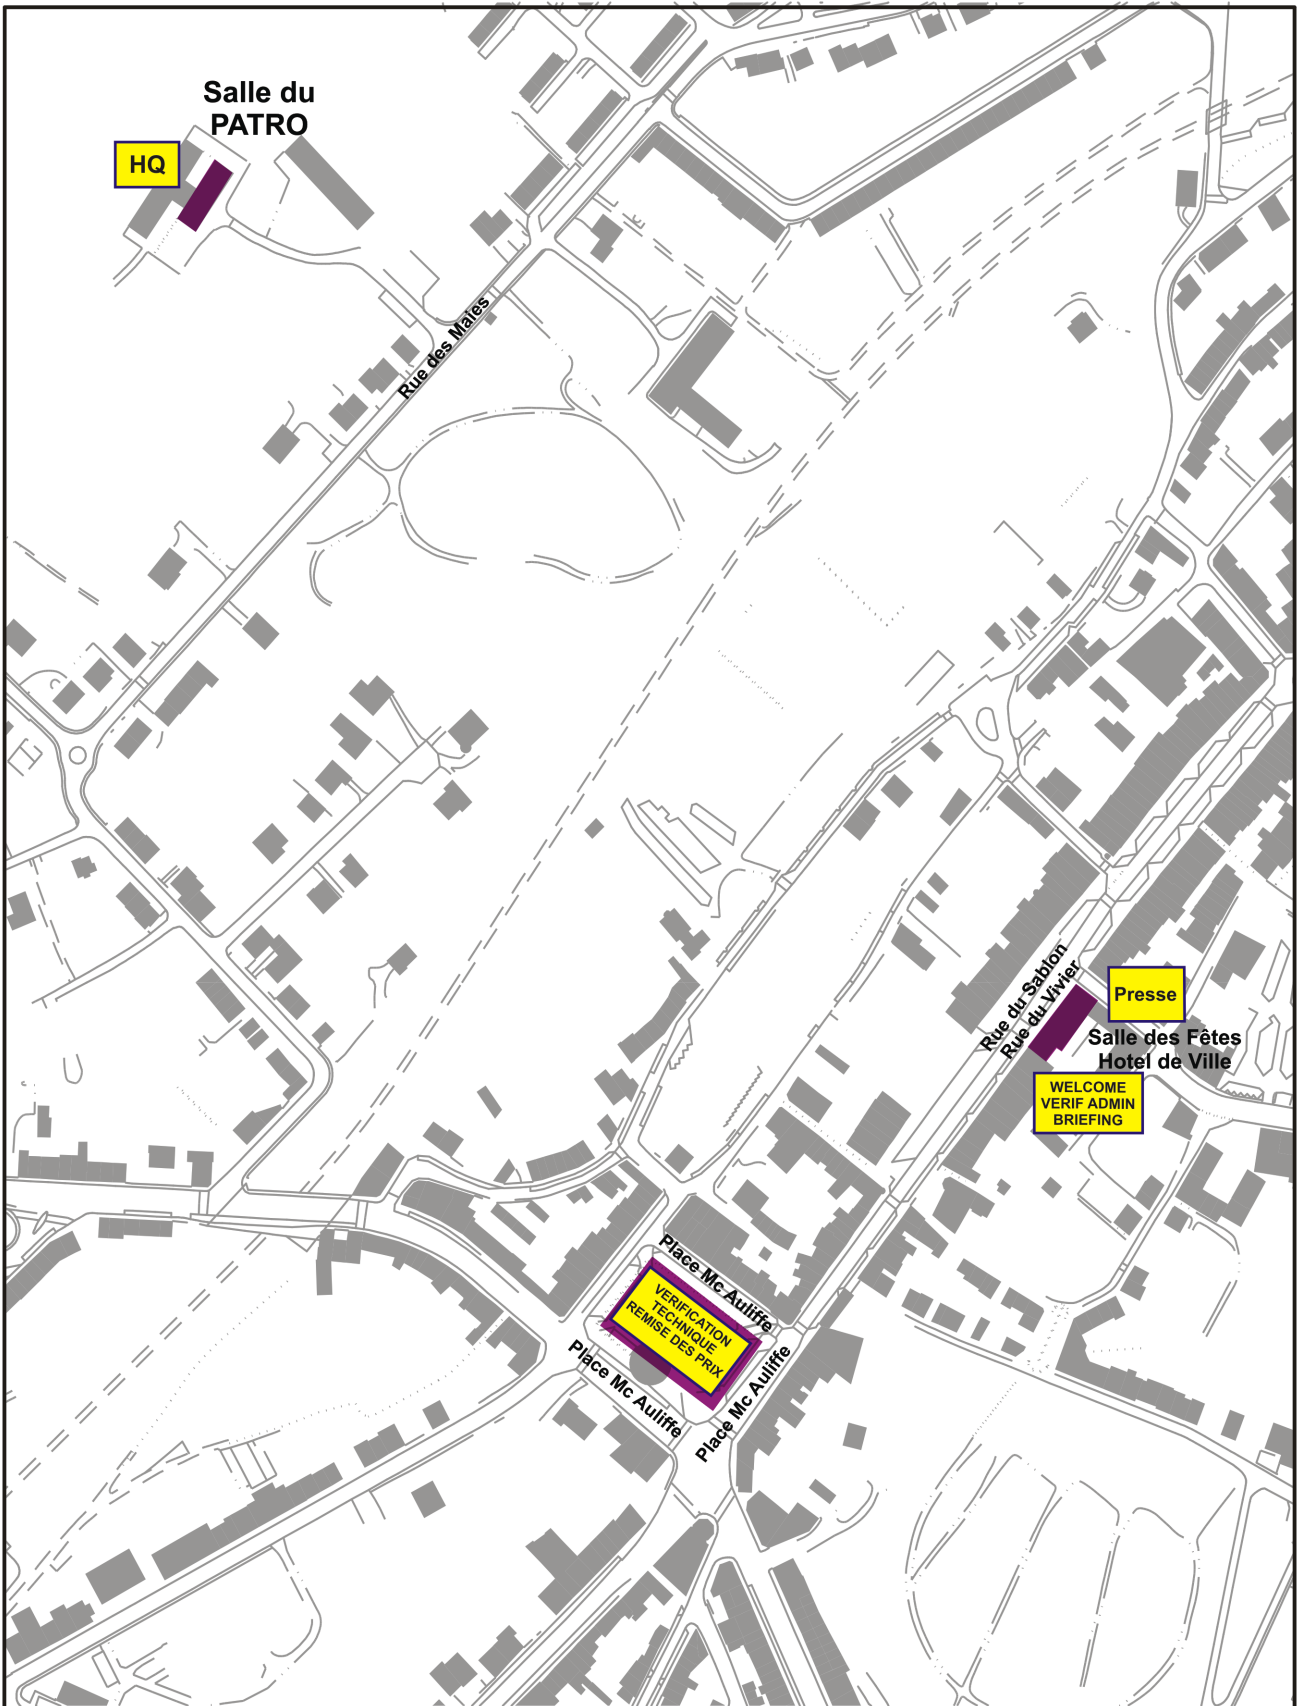 Salle du
PATRO
HQ
Rue des Maies
Rue du Sablon
Rue du Vivier
Presse
Salle des Fêtes
Hotel de Ville
WELCOME
VERIF ADMIN
BRIEFING
Place Mc Auliffe
VERIFICATION
TECHNIQUE
REMISE DES PRIX
Place Mc Auliffe
Place Mc Auliffe